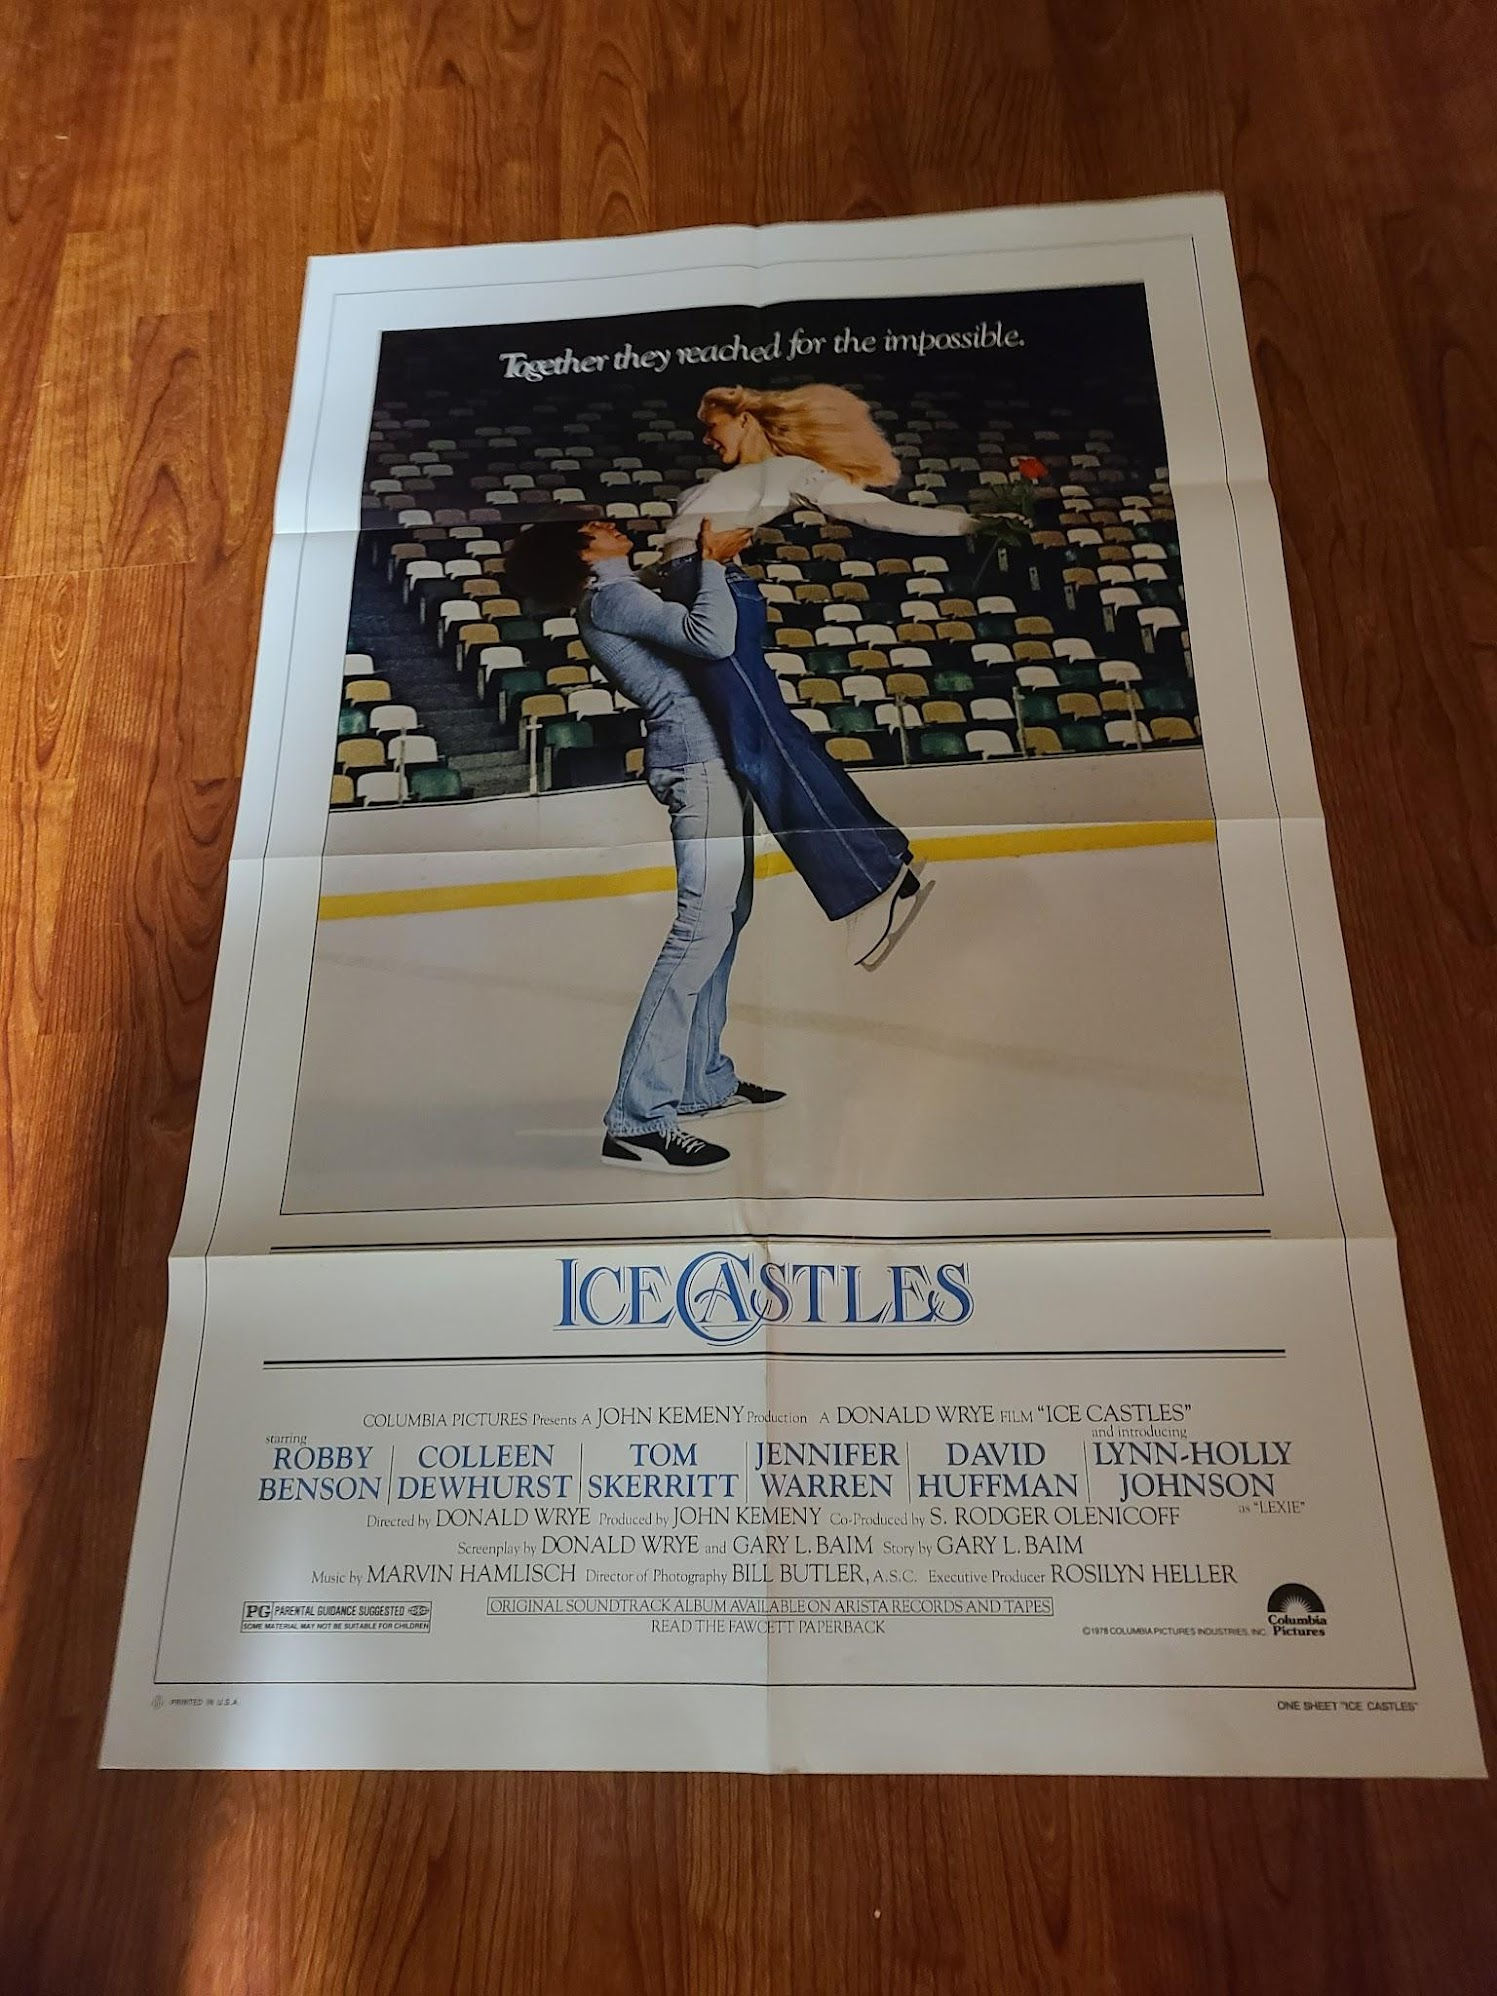 Together they reached for the impossible.
ICE CASTLES
COLUMBIA PICTURES Presents A JOHN KEMENY Production A DONALD WRYE FILM "ICE CASTLES"
starring
and introducing
ROBBY BENSON
COLLEEN DEWHURST
TOM SKERRITT
JENNIFER WARREN
DAVID HUFFMAN
LYNN-HOLLY JOHNSON
as "LEXIE"
Directed by DONALD WRYE Produced by JOHN KEMENY Co-Produced by S. RODGER OLENICOFF
Screenplay by DONALD WRYE and GARY L. BAIM Story by GARY L. BAIM
Music by MARVIN HAMLISCH Director of Photography BILL BUTLER, A.S.C. Executive Producer ROSILYN HELLER
PG PARENTAL GUIDANCE SUGGESTED
SOME MATERIAL MAY NOT BE SUITABLE FOR CHILDREN
ORIGINAL SOUNDTRACK ALBUM AVAILABLE ON ARISTA RECORDS AND TAPES
READ THE FAWCETT PAPERBACK
©1978 COLUMBIA PICTURES INDUSTRIES, INC.
Columbia
Pictures
PRINTED IN U.S.A.
ONE SHEET "ICE CASTLES"